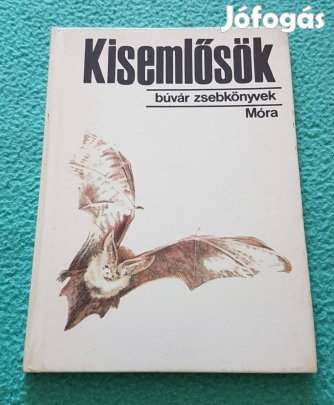 Jófogás
Kisemlősök
búvár zsebkönyvek
Móra